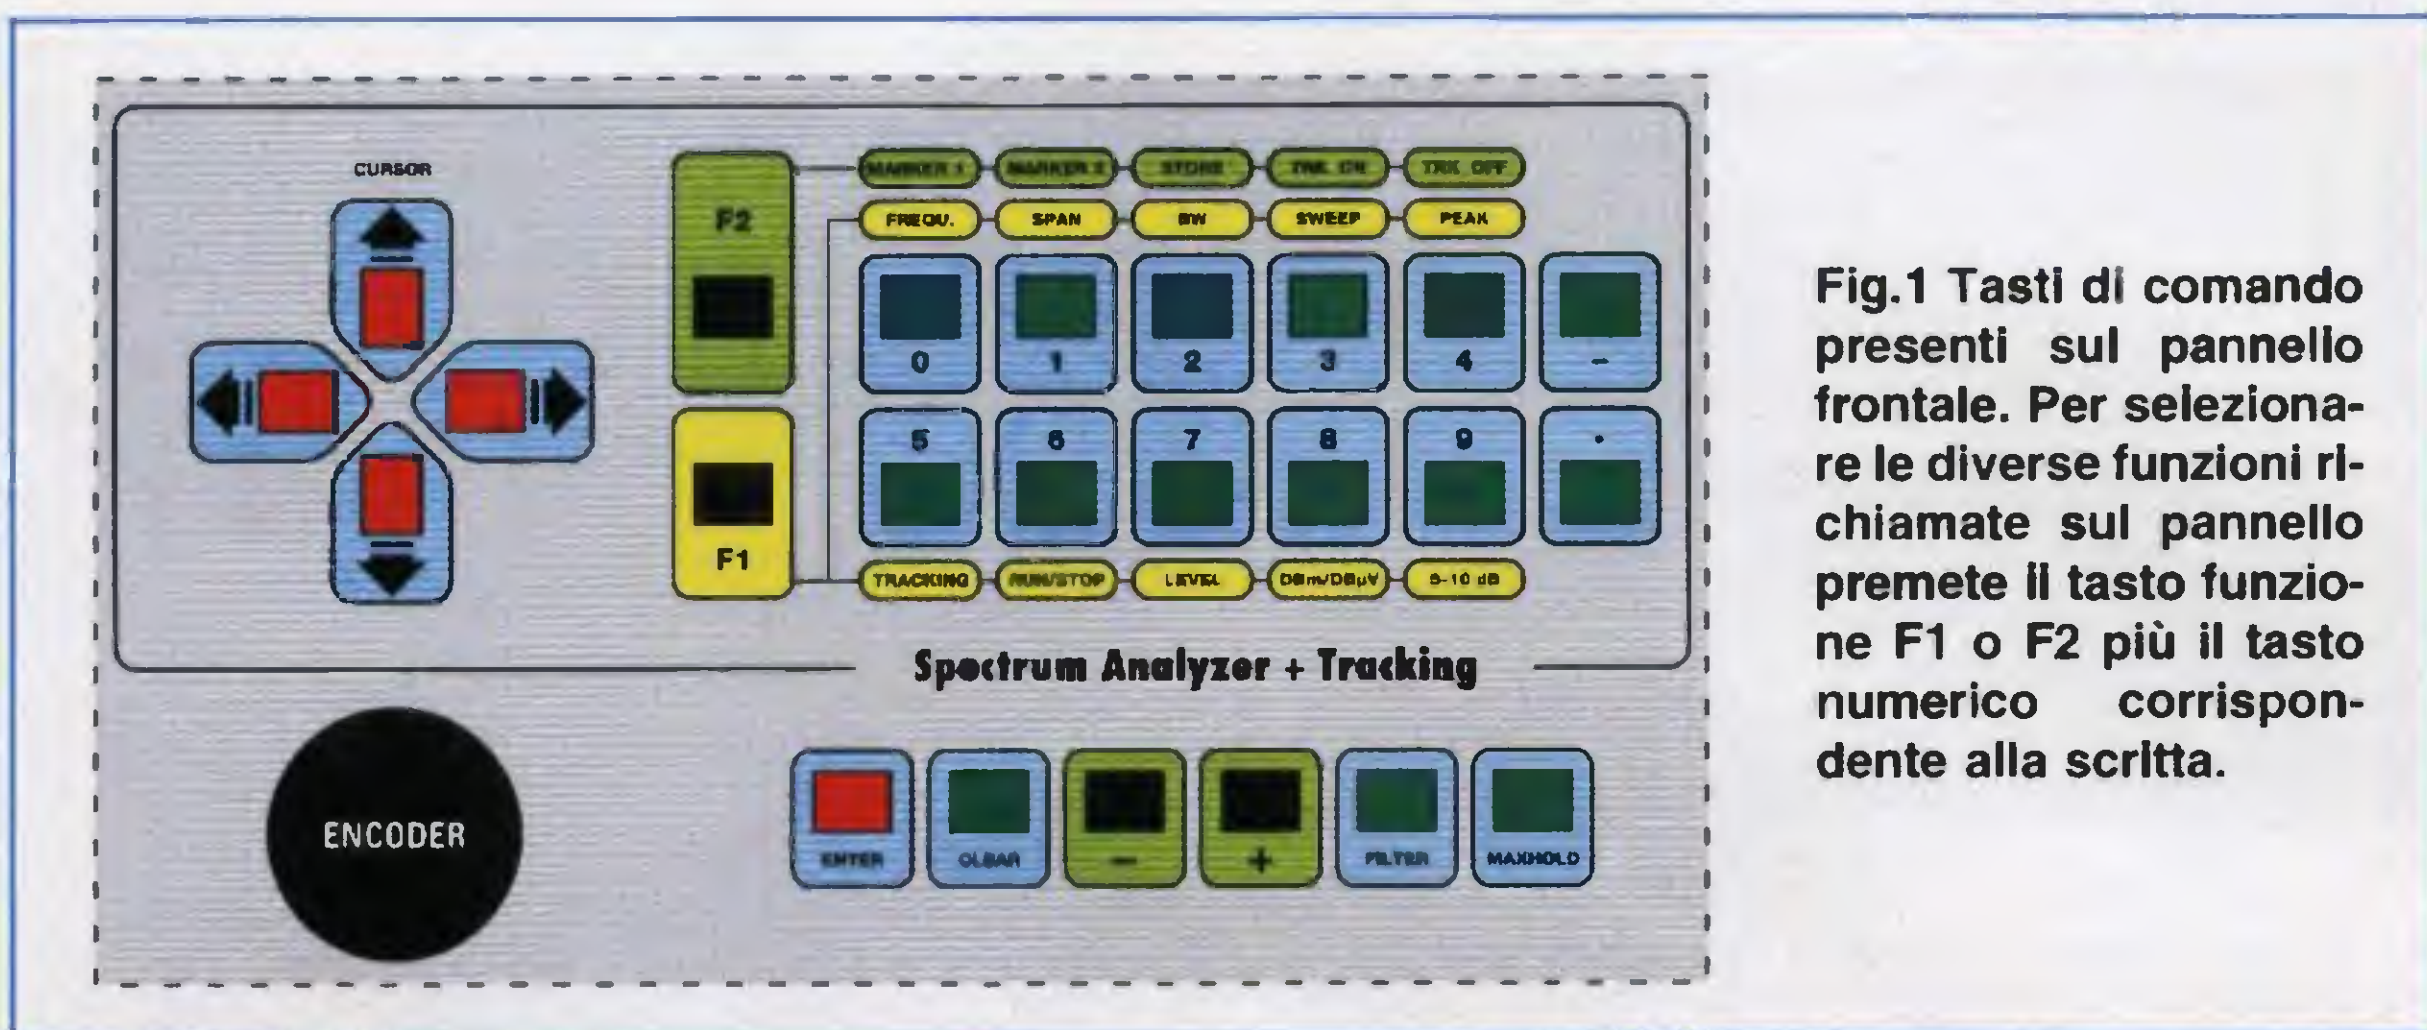 CURSOR
F2
MARKER 1 MARKER 2 STORE TRK ON TRK OFF
FREQU. SPAN BW SWEEP PEAK
0 1 2 3 4 -
5 6 7 8 9 .
F1
TRACKING RUN/STOP LEVEL DBm/DBµV 5-10 dB
Spectrum Analyzer + Tracking
ENCODER
ENTER CLEAR - + FILTER MAXHOLD
Fig.1 Tasti di comando
presenti sul pannello
frontale. Per seleziona-
re le diverse funzioni ri-
chiamate sul pannello
premete il tasto funzio-
ne F1 o F2 più il tasto
numerico corrispon-
dente alla scritta.